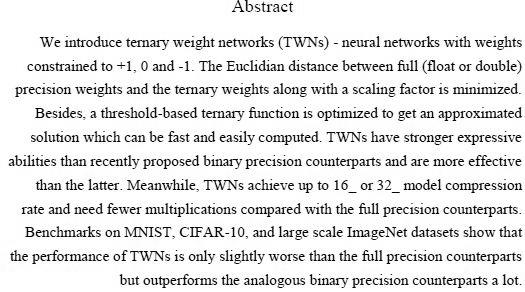 Abstract
We introduce ternary weight networks (TWNs) - neural networks with weights
constrained to +1, 0 and -1. The Euclidian distance between full (float or double)
precision weights and the ternary weights along with a scaling factor is minimized.
Besides, a threshold-based ternary function is optimized to get an approximated
solution which can be fast and easily computed. TWNs have stronger expressive
abilities than recently proposed binary precision counterparts and are more effective
than the latter. Meanwhile, TWNs achieve up to 16_ or 32_ model compression
rate and need fewer multiplications compared with the full precision counterparts.
Benchmarks on MNIST, CIFAR-10, and large scale ImageNet datasets show that
the performance of TWNs is only slightly worse than the full precision counterparts
but outperforms the analogous binary precision counterparts a lot.